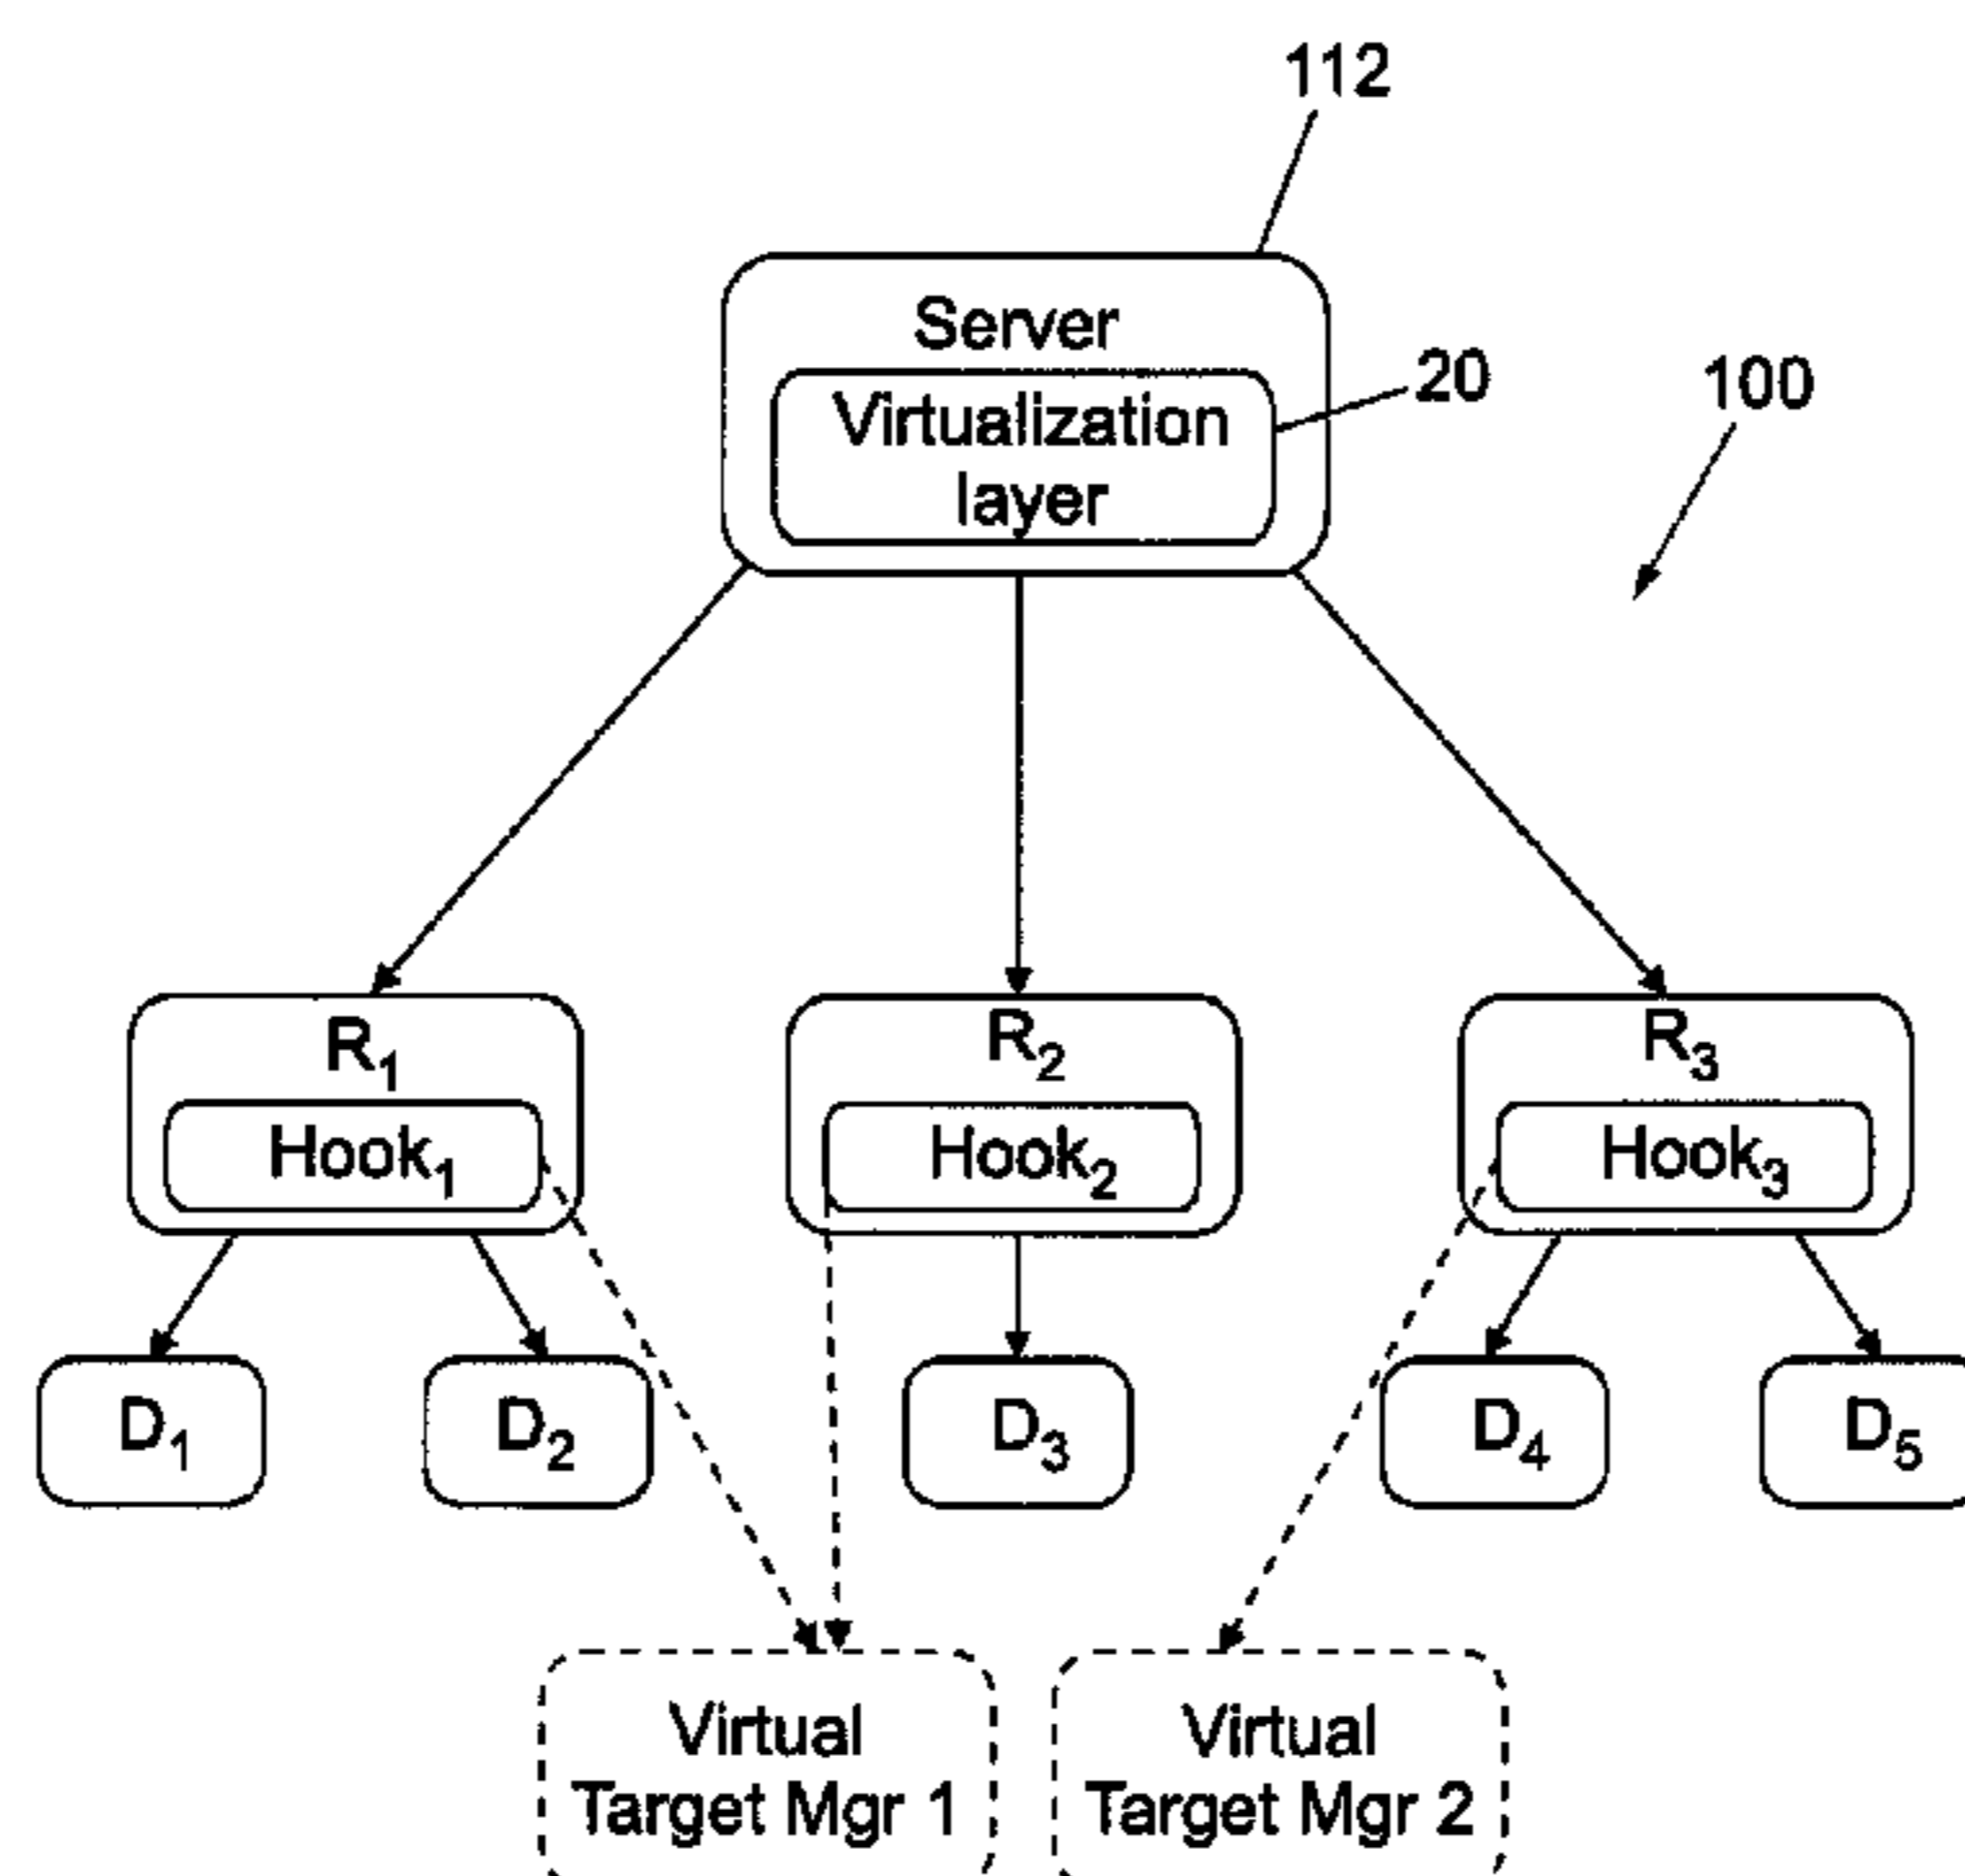 112
Server
20
100
Virtualization
layer
R₁
R₂
R₃
Hook₁
Hook₂
Hook₃
D₁
D₂
D₃
D₄
D₅
Virtual
Target Mgr 1
Virtual
Target Mgr 2